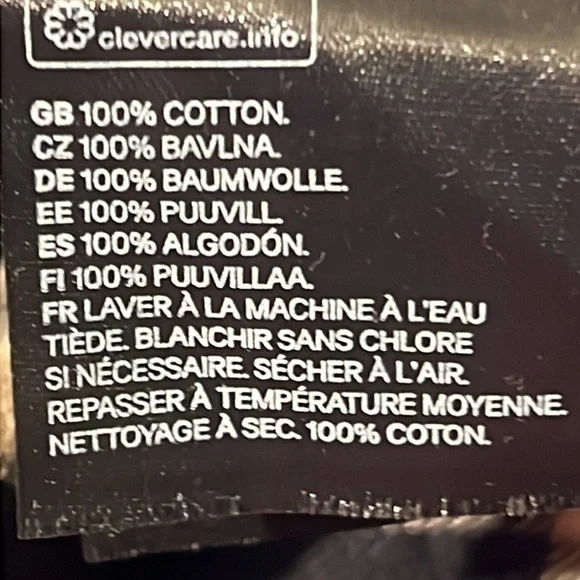 clevercare.info
GB 100% COTTON.
CZ 100% BAVLNA.
DE 100% BAUMWOLLE.
EE 100% PUUVILL.
ES 100% ALGODÓN.
FI 100% PUUVILLAA.
FR LAVER À LA MACHINE À L'EAU
TIÈDE. BLANCHIR SANS CHLORE
SI NÉCESSAIRE. SÉCHER À L'AIR.
REPASSER À TEMPÉRATURE MOYENNE.
NETTOYAGE À SEC. 100% COTON.